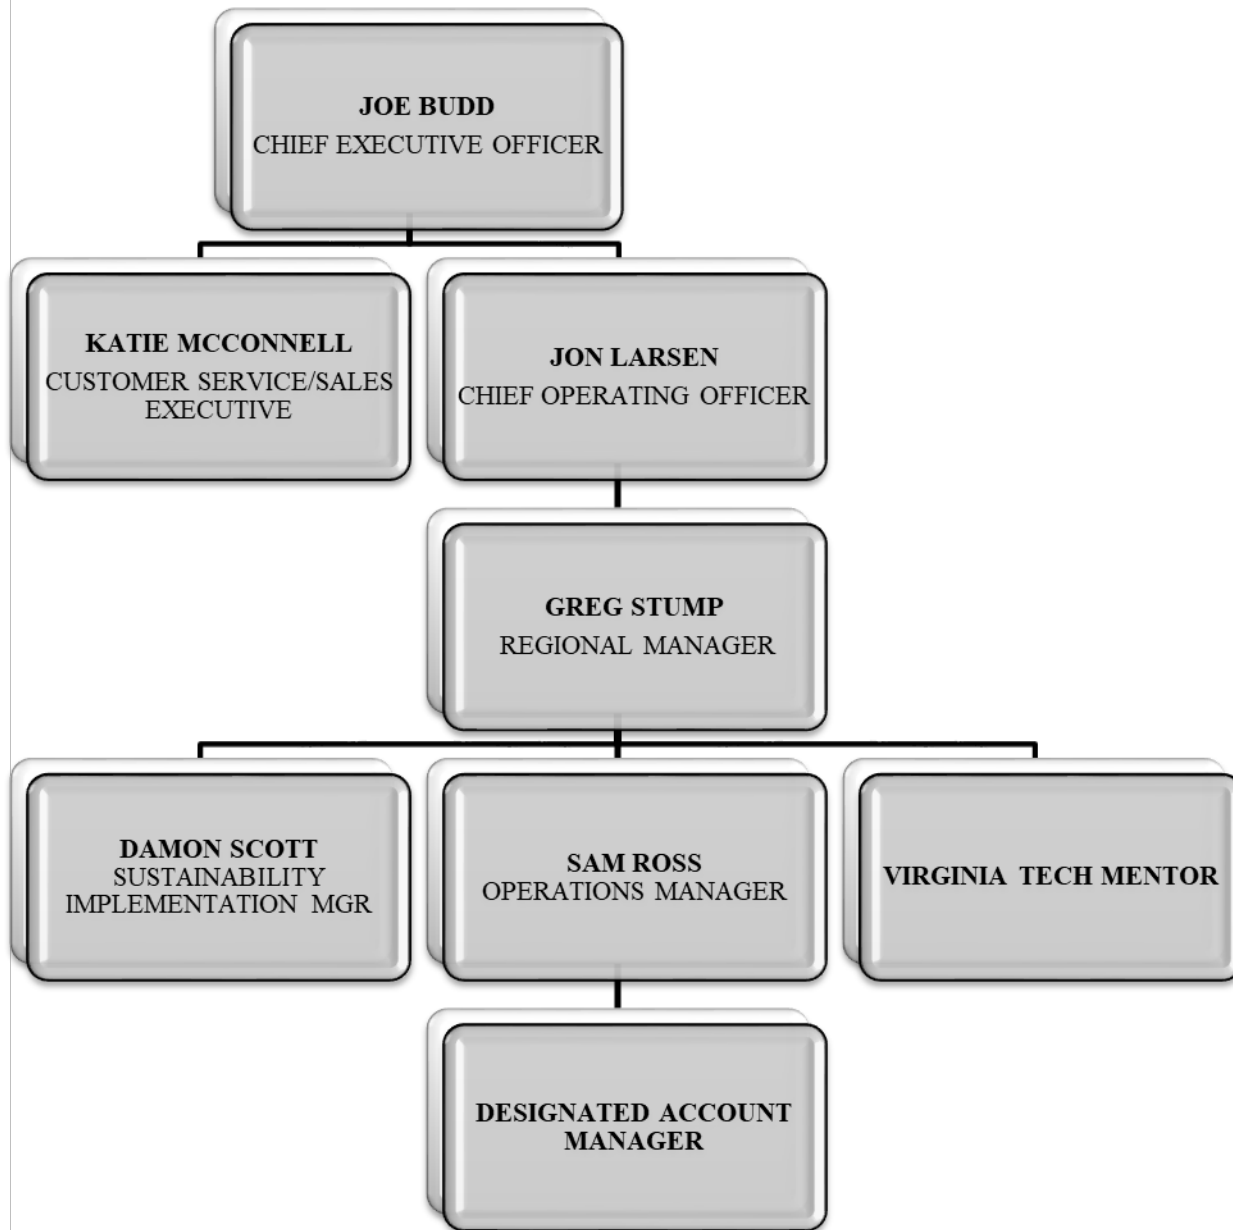 JOE BUDD
CHIEF EXECUTIVE OFFICER
KATIE MCCONNELL
CUSTOMER SERVICE/SALES
EXECUTIVE
JON LARSEN
CHIEF OPERATING OFFICER
GREG STUMP
REGIONAL MANAGER
DAMON SCOTT
SUSTAINABILITY
IMPLEMENTATION MGR
SAM ROSS
OPERATIONS MANAGER
VIRGINIA TECH MENTOR
DESIGNATED ACCOUNT
MANAGER